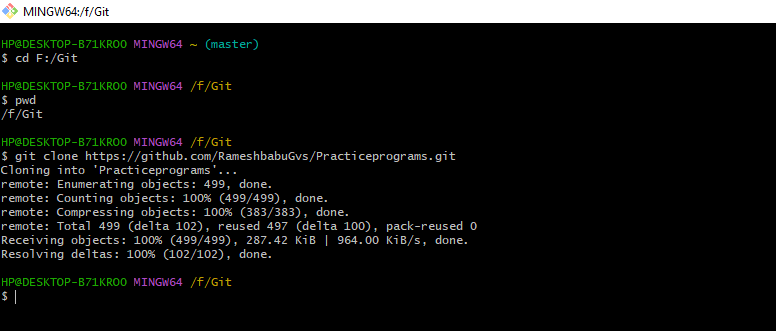 MINGW64:/f/Git
HP@DESKTOP-B71KROO MINGW64 ~ (master)
$ cd F:/Git
HP@DESKTOP-B71KROO MINGW64 /f/Git
$ pwd
/f/Git
HP@DESKTOP-B71KROO MINGW64 /f/Git
$ git clone https://github.com/RameshbabuGvs/Practiceprograms.git
Cloning into 'Practiceprograms'...
remote: Enumerating objects: 499, done.
remote: Counting objects: 100% (499/499), done.
remote: Compressing objects: 100% (383/383), done.
remote: Total 499 (delta 102), reused 497 (delta 100), pack-reused 0
Receiving objects: 100% (499/499), 287.42 KiB | 964.00 KiB/s, done.
Resolving deltas: 100% (102/102), done.
HP@DESKTOP-B71KROO MINGW64 /f/Git
$